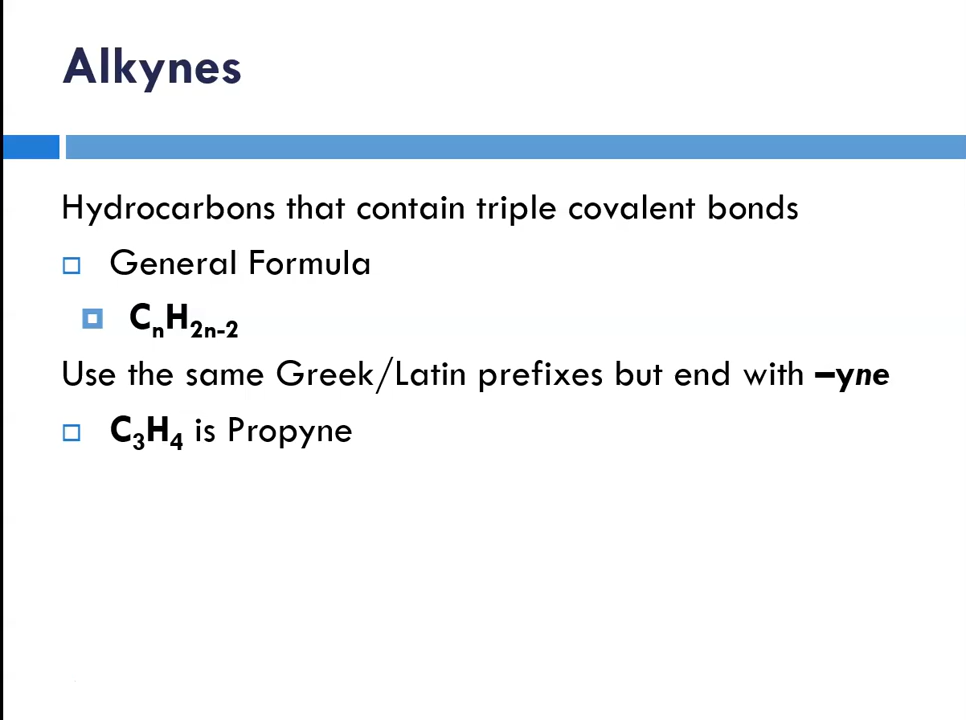 Alkynes
Hydrocarbons that contain triple covalent bonds
General Formula
CₙH₂ₙ₋₂
Use the same Greek/Latin prefixes but end with –yne
C₃H₄ is Propyne